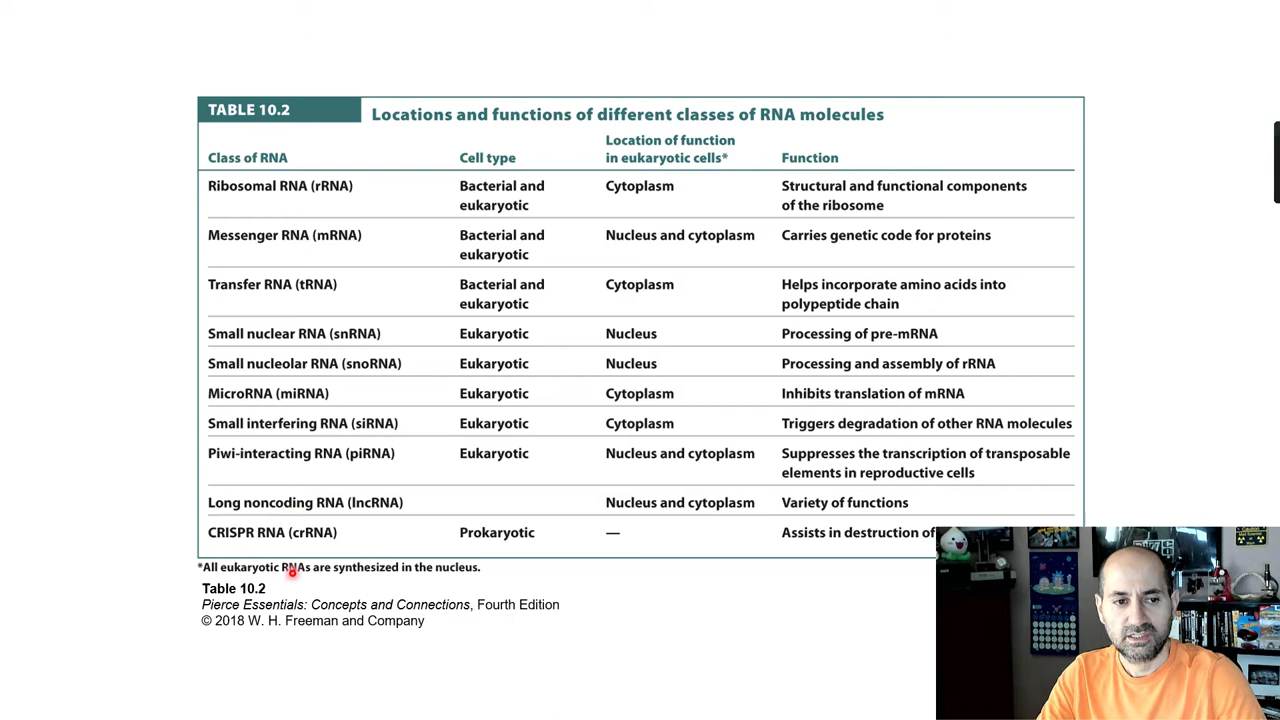 TABLE 10.2
Locations and functions of different classes of RNA molecules
Class of RNA
Cell type
Location of function
in eukaryotic cells*
Function
Ribosomal RNA (rRNA)
Bacterial and
eukaryotic
Cytoplasm
Structural and functional components
of the ribosome
Messenger RNA (mRNA)
Bacterial and
eukaryotic
Nucleus and cytoplasm
Carries genetic code for proteins
Transfer RNA (tRNA)
Bacterial and
eukaryotic
Cytoplasm
Helps incorporate amino acids into
polypeptide chain
Small nuclear RNA (snRNA)
Eukaryotic
Nucleus
Processing of pre-mRNA
Small nucleolar RNA (snoRNA)
Eukaryotic
Nucleus
Processing and assembly of rRNA
MicroRNA (miRNA)
Eukaryotic
Cytoplasm
Inhibits translation of mRNA
Small interfering RNA (siRNA)
Eukaryotic
Cytoplasm
Triggers degradation of other RNA molecules
Piwi-interacting RNA (piRNA)
Eukaryotic
Nucleus and cytoplasm
Suppresses the transcription of transposable
elements in reproductive cells
Long noncoding RNA (lncRNA)
Nucleus and cytoplasm
Variety of functions
CRISPR RNA (crRNA)
Prokaryotic
—
Assists in destruction of
*All eukaryotic RNAs are synthesized in the nucleus.
Table 10.2
Pierce Essentials: Concepts and Connections, Fourth Edition
© 2018 W. H. Freeman and Company